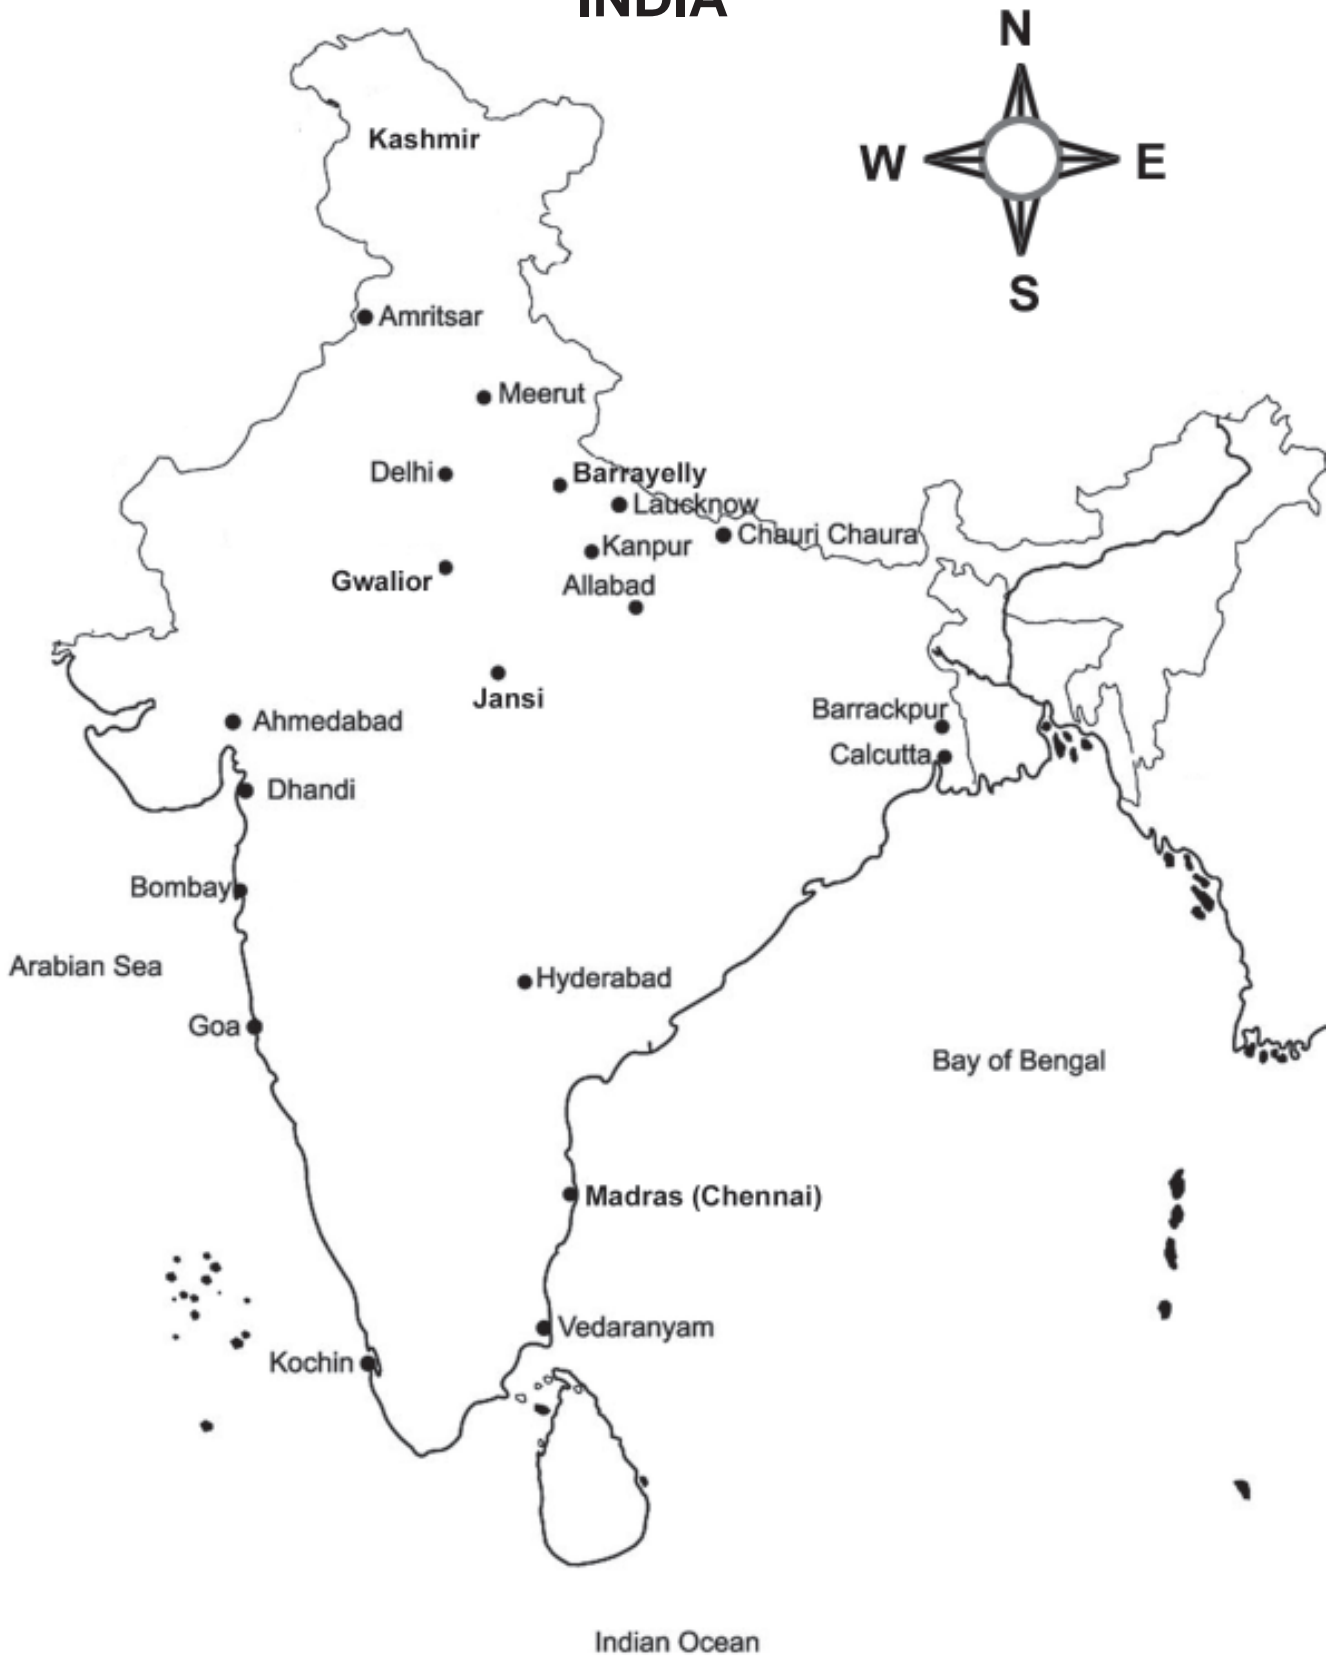 INDIA
N
W
E
S
Kashmir
Amritsar
Meerut
Delhi
Barrayelly
Laucknow
Chauri Chaura
Kanpur
Gwalior
Allabad
Jansi
Barrackpur
Ahmedabad
Calcutta
Dhandi
Bombay
Arabian Sea
Hyderabad
Goa
Bay of Bengal
Madras (Chennai)
Vedaranyam
Kochin
Indian Ocean